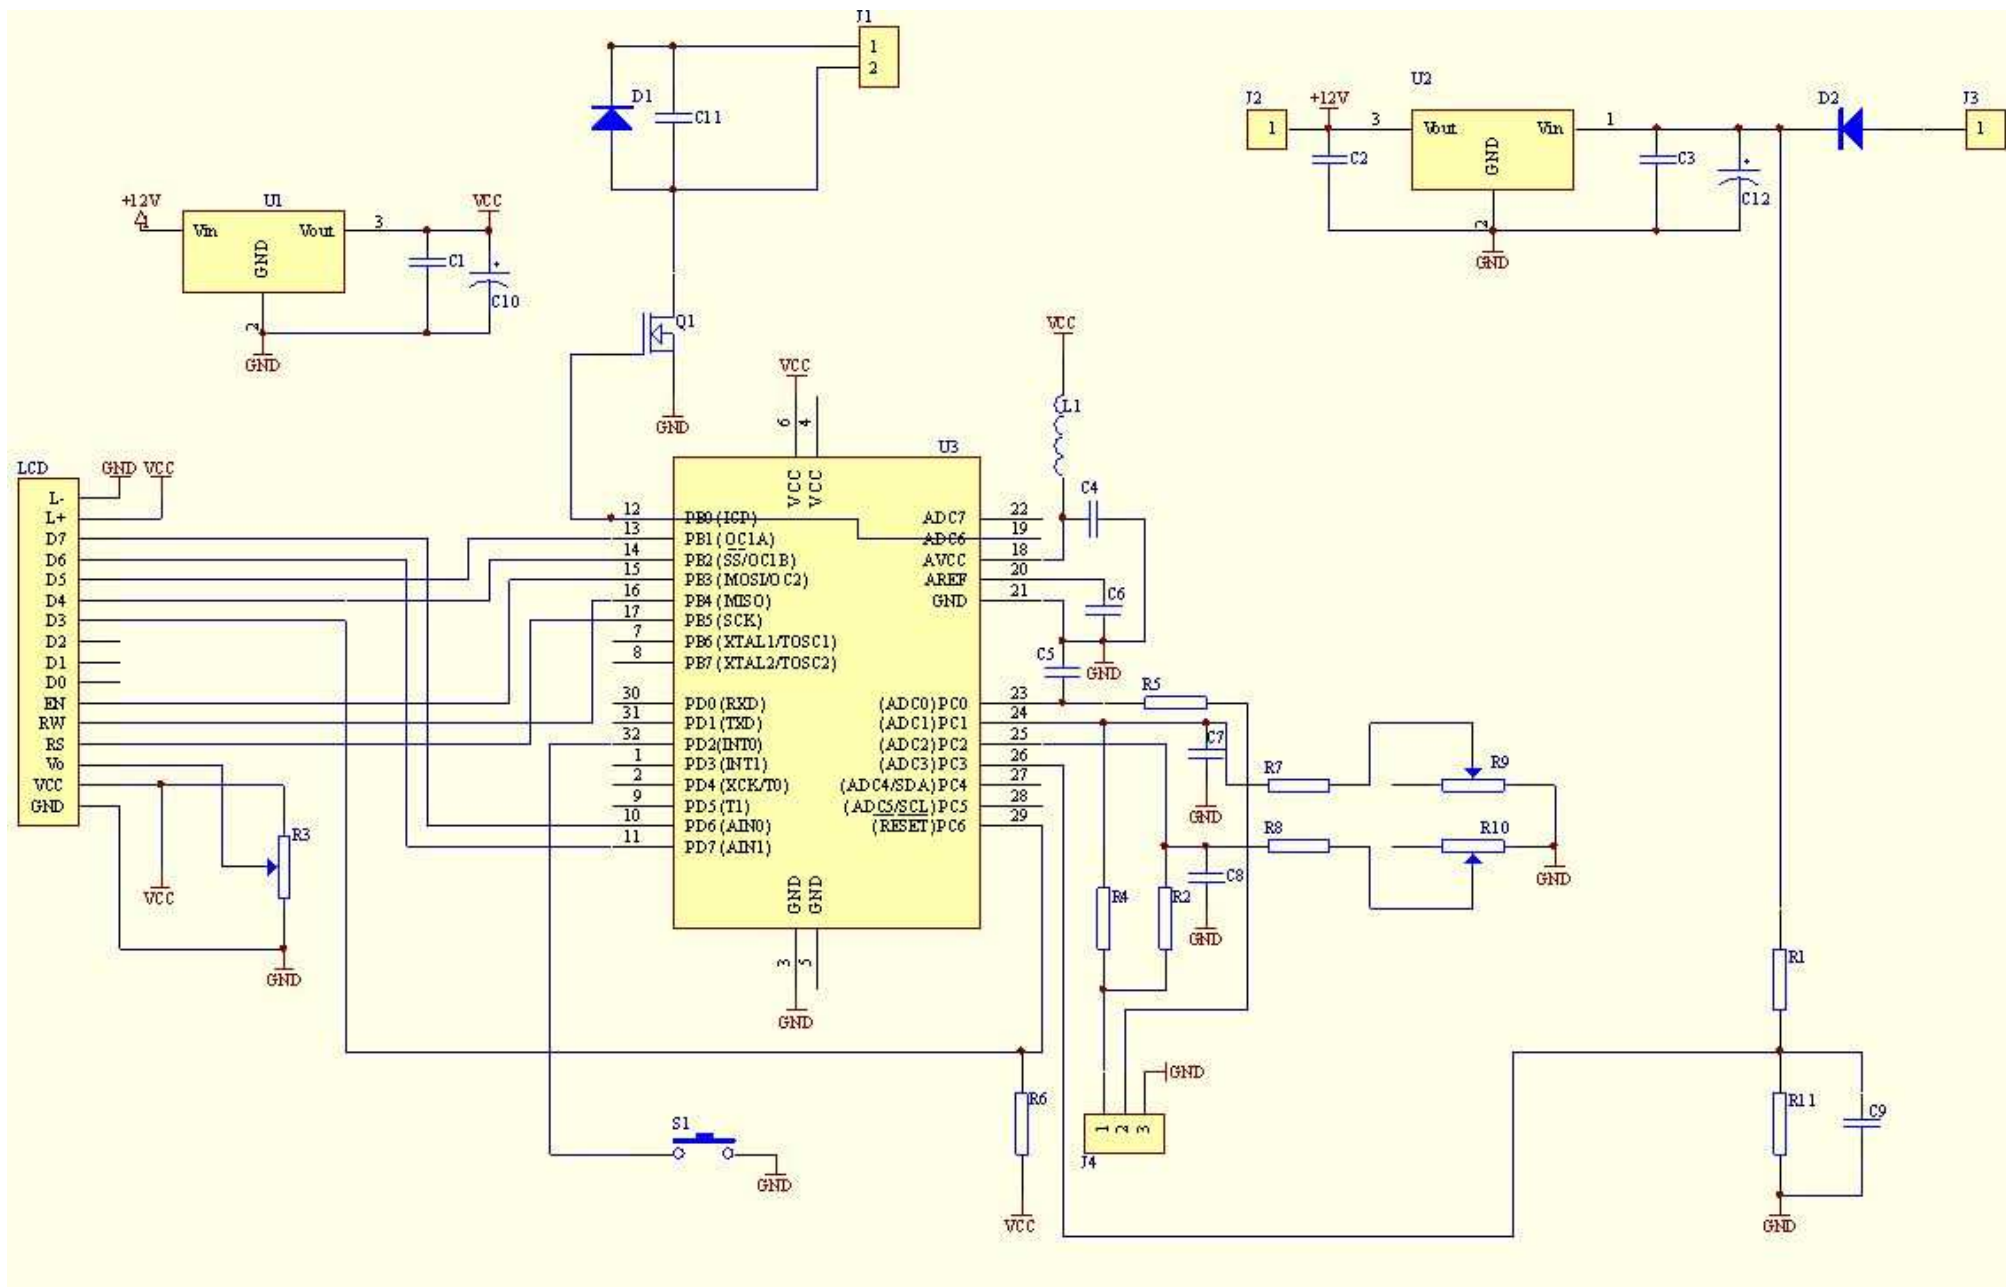 J1
1
2
D1
C11
U2
J2
+12V
1
3
Vout
Vin
GND
1
2
C2
C3
C12
+
GND
D2
J3
1
+12V
1
U1
Vin
Vout
GND
3
VCC
C1
+
C10
2
GND
Q1
GND
VCC
6
4
VCC
L1
C4
U3
VCC
VCC
LCD
GND
VCC
L-
L+
D7
D6
D5
D4
D3
D2
D1
D0
EN
RW
RS
Vo
VCC
GND
VCC
R3
GND
12
PB0(ICP)
13
PB1(OC1A)
14
PB2(SS/OC1B)
15
PB3(MOSI/OC2)
16
PB4(MISO)
17
PB5(SCK)
7
PB6(XTAL1/TOSC1)
8
PB7(XTAL2/TOSC2)
30
PD0(RXD)
31
PD1(TXD)
32
PD2(INT0)
1
PD3(INT1)
2
PD4(XCK/T0)
9
PD5(T1)
10
PD6(AIN0)
11
PD7(AIN1)
ADC7
22
ADC6
19
AVCC
18
AREF
20
GND
21
(ADC0)PC0
23
(ADC1)PC1
24
(ADC2)PC2
25
(ADC3)PC3
26
(ADC4/SDA)PC4
27
(ADC5/SCL)PC5
28
(RESET)PC6
29
GND
GND
3
5
GND
C6
C5
GND
R5
C7
GND
R7
R9
R8
R10
GND
C8
GND
R4
R2
R1
GND
1
2
3
J4
R6
VCC
S1
GND
R11
C9
GND